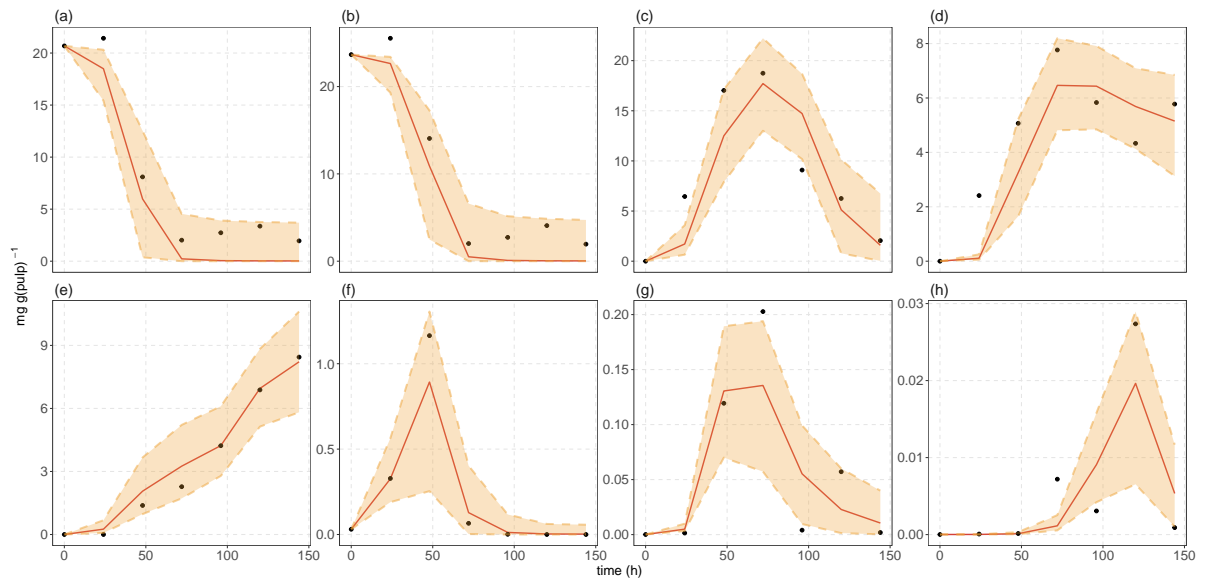 (a) (b) (c) (d)
20 15 10 5 0
20 10 0
20 15 10 5 0
8 6 4 2 0
mg g(pulp) −1
(e) (f) (g) (h)
9 6 3 0
1.0 0.5 0.0
0.20 0.15 0.10 0.05 0.00
0.03 0.02 0.01 0.00
0 50 100 150 0 50 100 150 0 50 100 150 0 50 100 150
time (h)